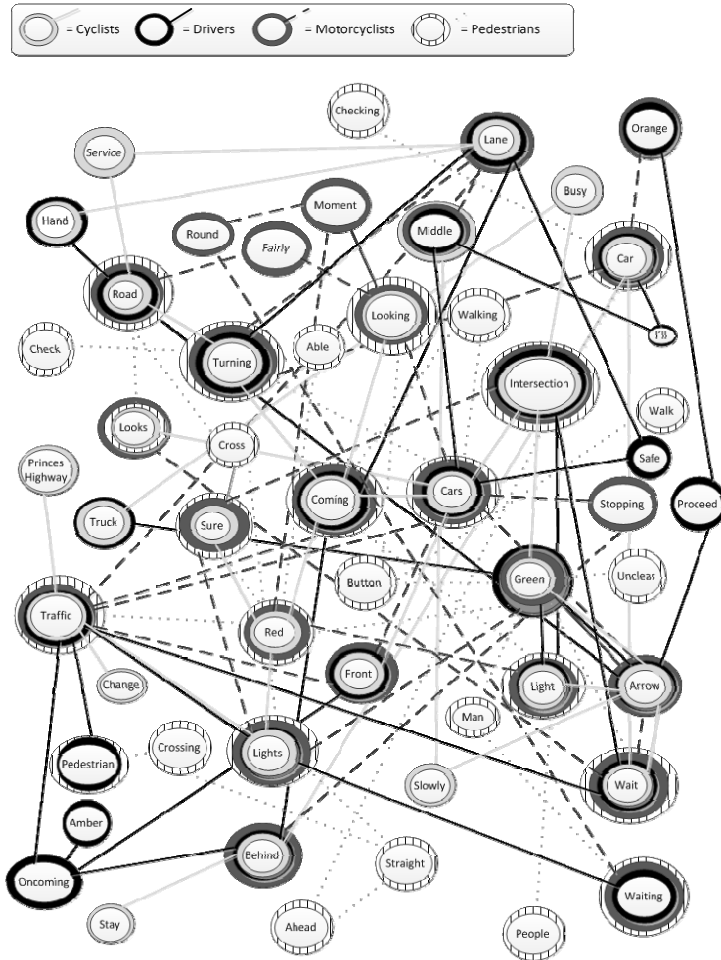 = Cyclists
= Drivers
= Motorcyclists
= Pedestrians
Checking
Orange
Lane
Service
Busy
Moment
Hand
Round
Middle
Fairly
Car
Road
Looking
Walking
Check
Able
Turning
Intersection
Walk
Looks
Cross
Safe
Princes
Highway
Cars
Coming
Stopping
Proceed
Truck
Sure
Button
Green
Unclear
Traffic
Red
Front
Change
Light
Arrow
Man
Crossing
Lights
Pedestrian
Slowly
Wait
Amber
Behind
Straight
Oncoming
Waiting
Stay
Ahead
People